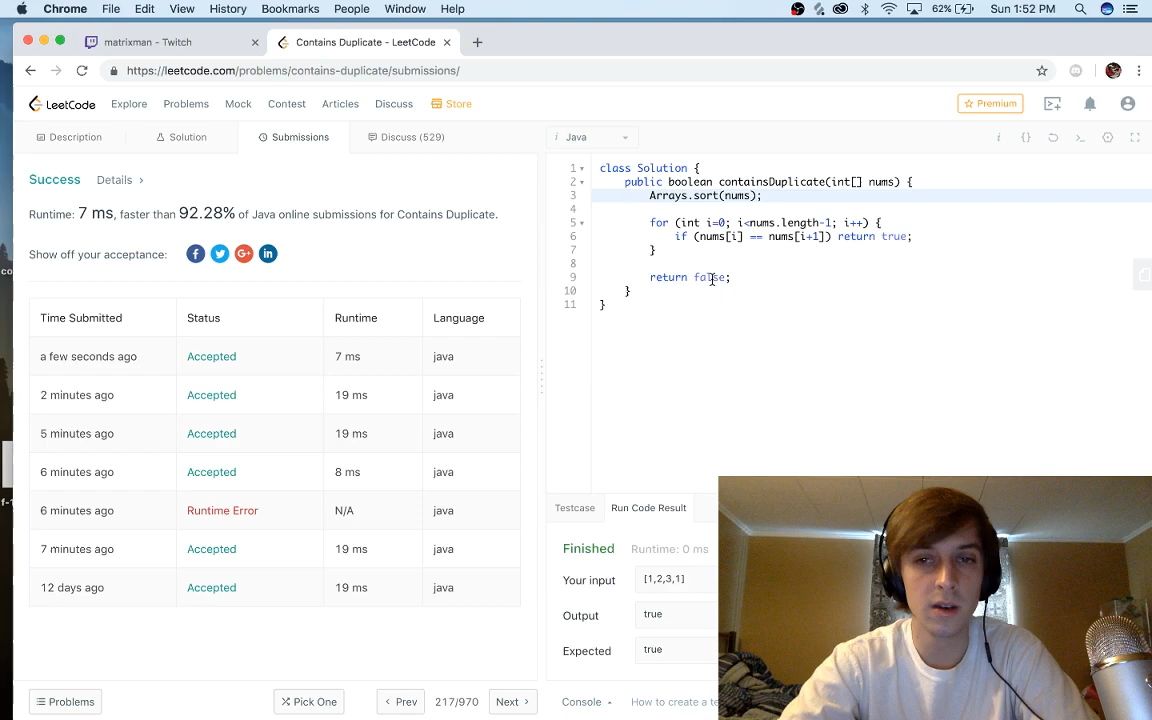 Chrome File Edit View History Bookmarks People Window Help 62% Sun 1:52 PM
matrixman - Twitch Contains Duplicate - LeetCode
https://leetcode.com/problems/contains-duplicate/submissions/
LeetCode Explore Problems Mock Contest Articles Discuss Store Premium
Description Solution Submissions Discuss (529) i Java
Success Details >
Runtime: 7 ms, faster than 92.28% of Java online submissions for Contains Duplicate.
Show off your acceptance:
Time Submitted Status Runtime Language
a few seconds ago Accepted 7 ms java
2 minutes ago Accepted 19 ms java
5 minutes ago Accepted 19 ms java
6 minutes ago Accepted 8 ms java
6 minutes ago Runtime Error N/A java
7 minutes ago Accepted 19 ms java
12 days ago Accepted 19 ms java
1 class Solution {
2 public boolean containsDuplicate(int[] nums) {
3 Arrays.sort(nums);
4
5 for (int i=0; i<nums.length-1; i++) {
6 if (nums[i] == nums[i+1]) return true;
7 }
8
9 return false;
10 }
11 }
Testcase Run Code Result
Finished Runtime: 0 ms
Your input [1,2,3,1]
Output true
Expected true
Problems Pick One < Prev 217/970 Next > Console How to create a te